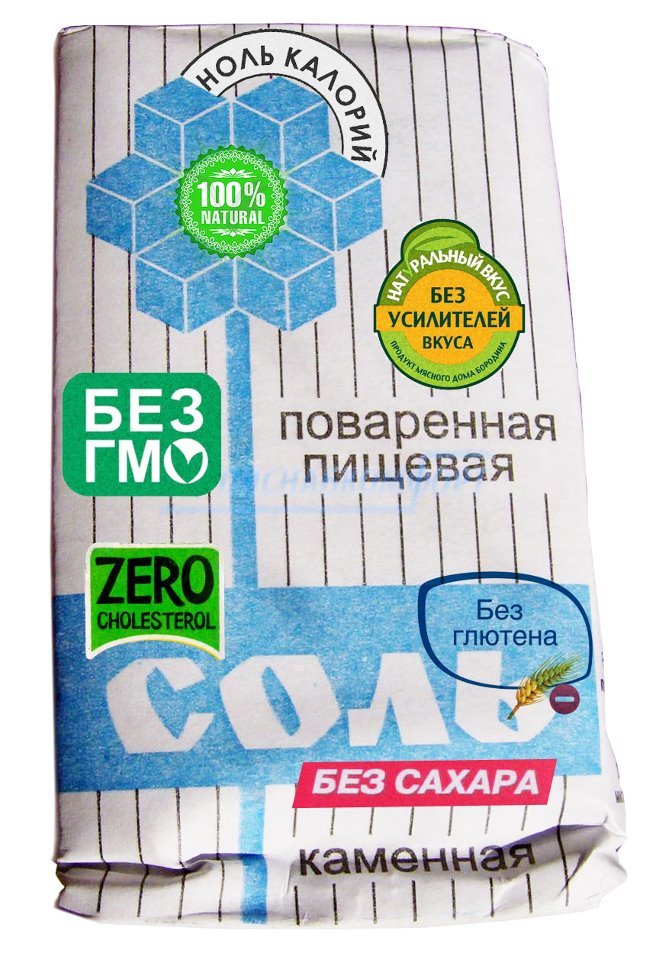 НОЛЬ КАЛОРИЙ
100%
NATURAL
НАТУРАЛЬНЫЙ ВКУС
БЕЗ
УСИЛИТЕЛЕЙ
ВКУСА
ПРОДУКТ МЯСНОГО ДОМА БОРОДИНА
БЕЗ
ГМО
поваренная
пищевая
ZERO
CHOLESTEROL
Без
глютена
СОЛЬ
БЕЗ САХАРА
каменная